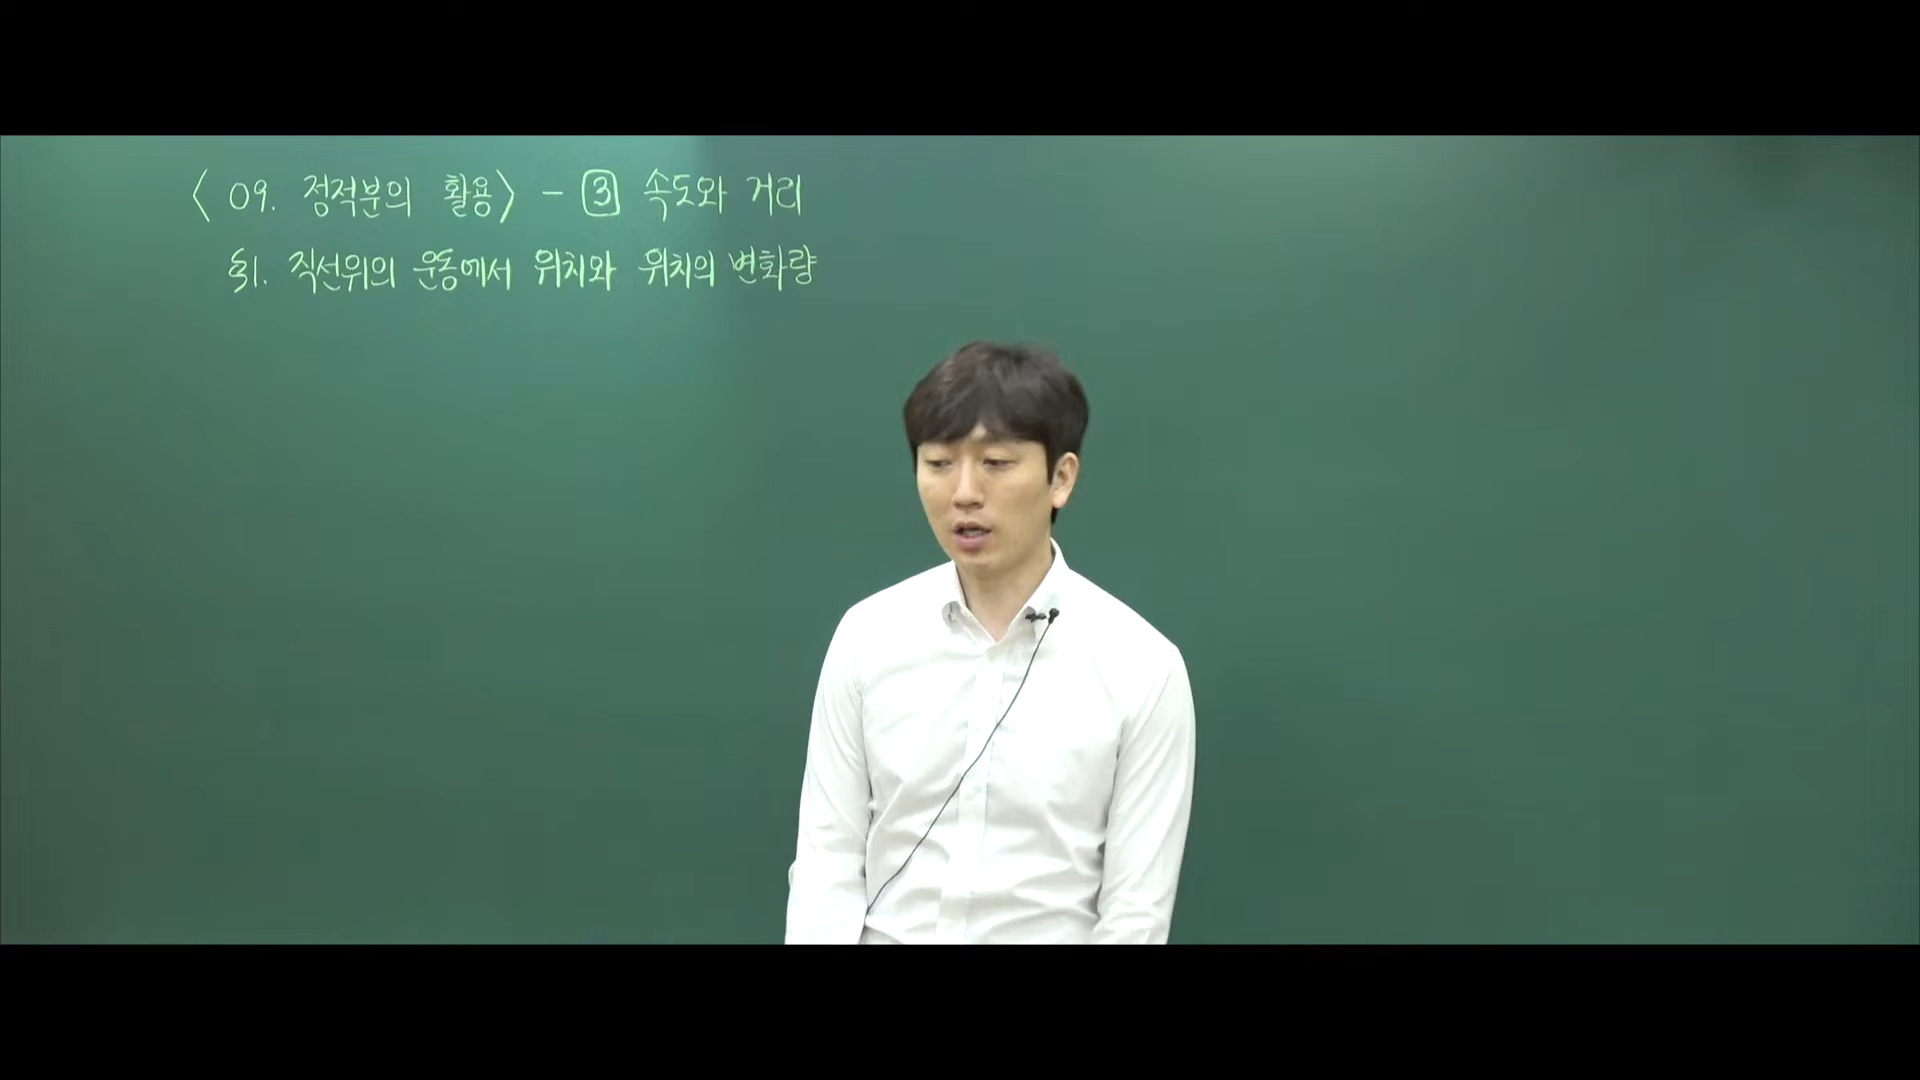 〈 09. 정적분의 활용〉 - 3 속도와 거리
§1. 직선위의 운동에서 위치와 위치의 변화량